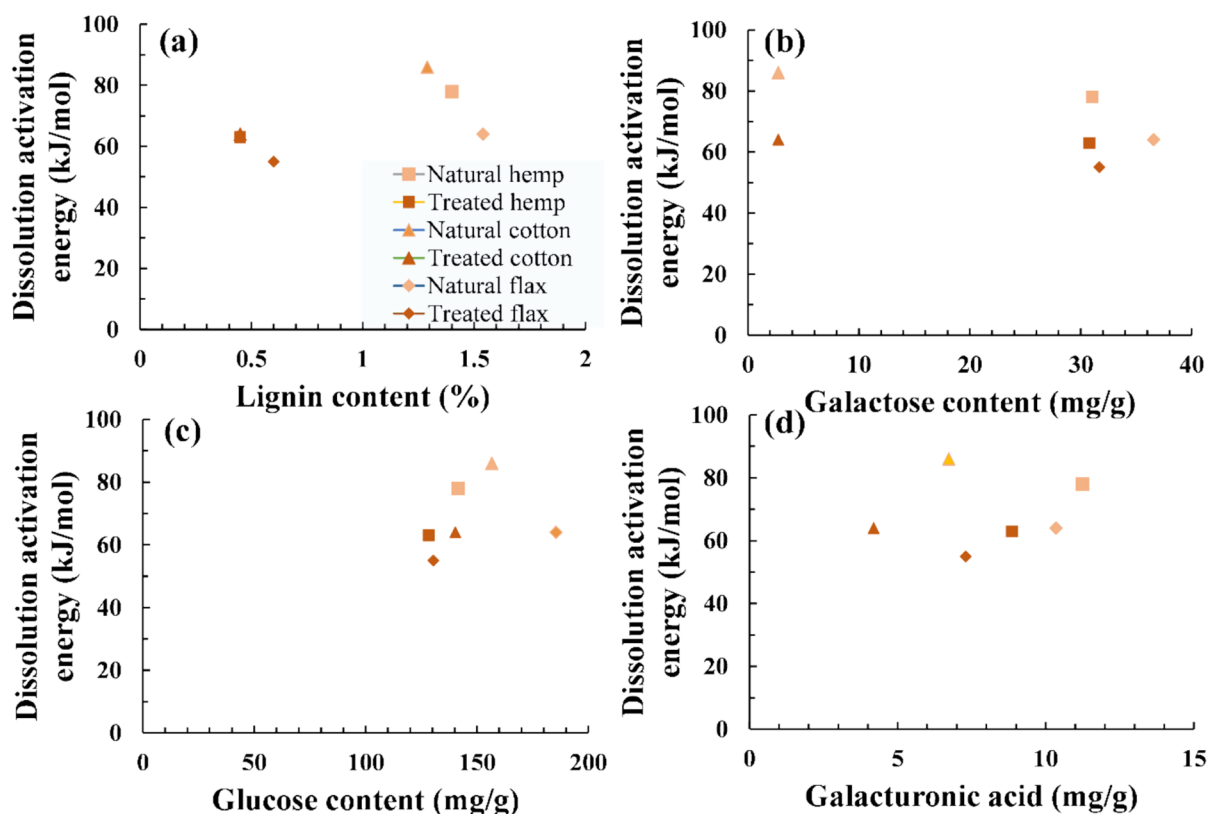 (a)
Dissolution activation
energy (kJ/mol)
100
80
60
40
20
0
0
0.5
1
1.5
2
Lignin content (%)
Natural hemp
Treated hemp
Natural cotton
Treated cotton
Natural flax
Treated flax
(b)
Dissolution activation
energy (kJ/mol)
100
80
60
40
20
0
0
10
20
30
40
Galactose content (mg/g)
(c)
Dissolution activation
energy (kJ/mol)
100
80
60
40
20
0
0
50
100
150
200
Glucose content (mg/g)
(d)
Dissolution activation
energy (kJ/mol)
100
80
60
40
20
0
0
5
10
15
Galacturonic acid (mg/g)